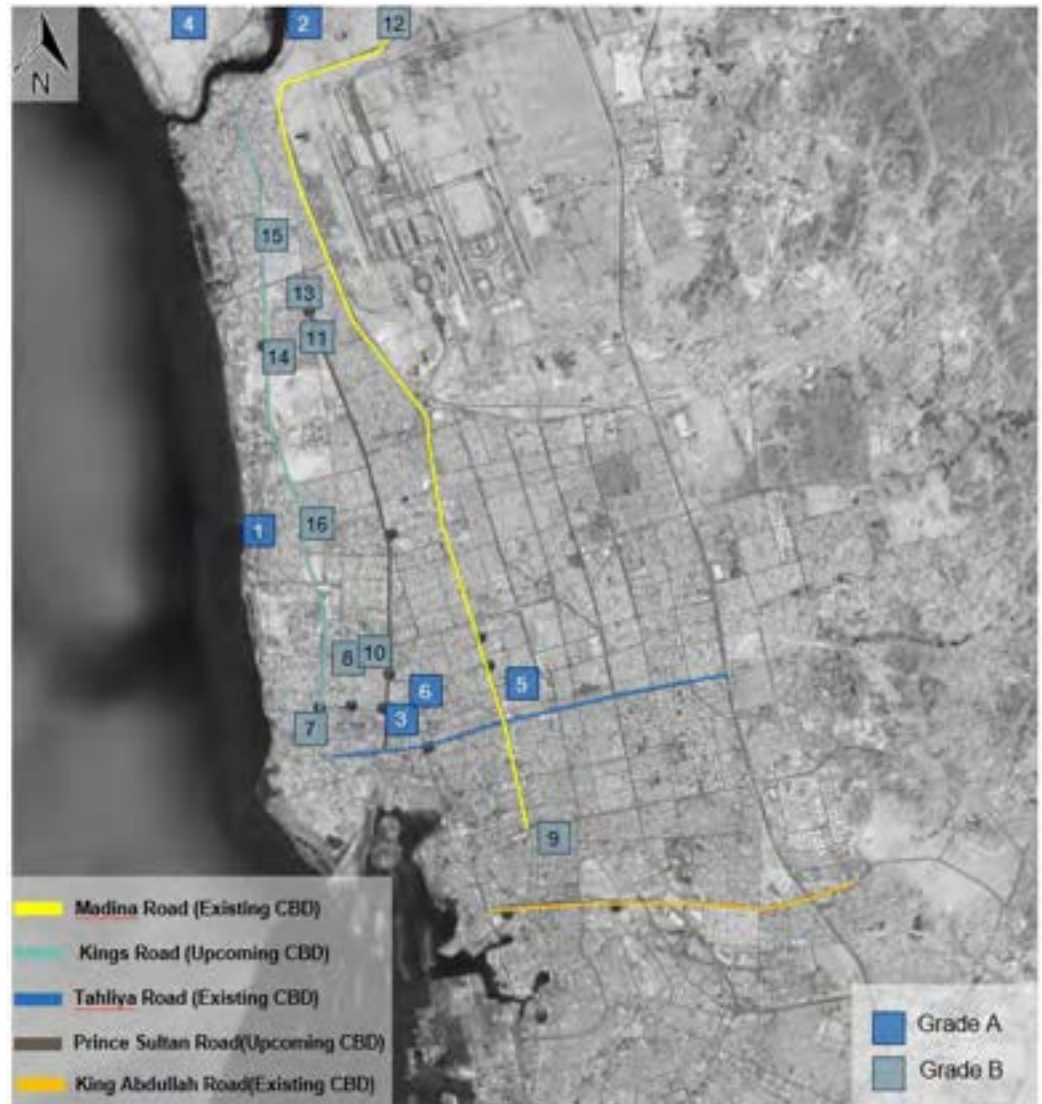 4
2
12
N
15
13
11
14
1
16
8
10
6
5
3
7
9
Madina Road (Existing CBD)
Kings Road (Upcoming CBD)
Tahliya Road (Existing CBD)
Prince Sultan Road(Upcoming CBD)
King Abdullah Road(Existing CBD)
Grade A
Grade B